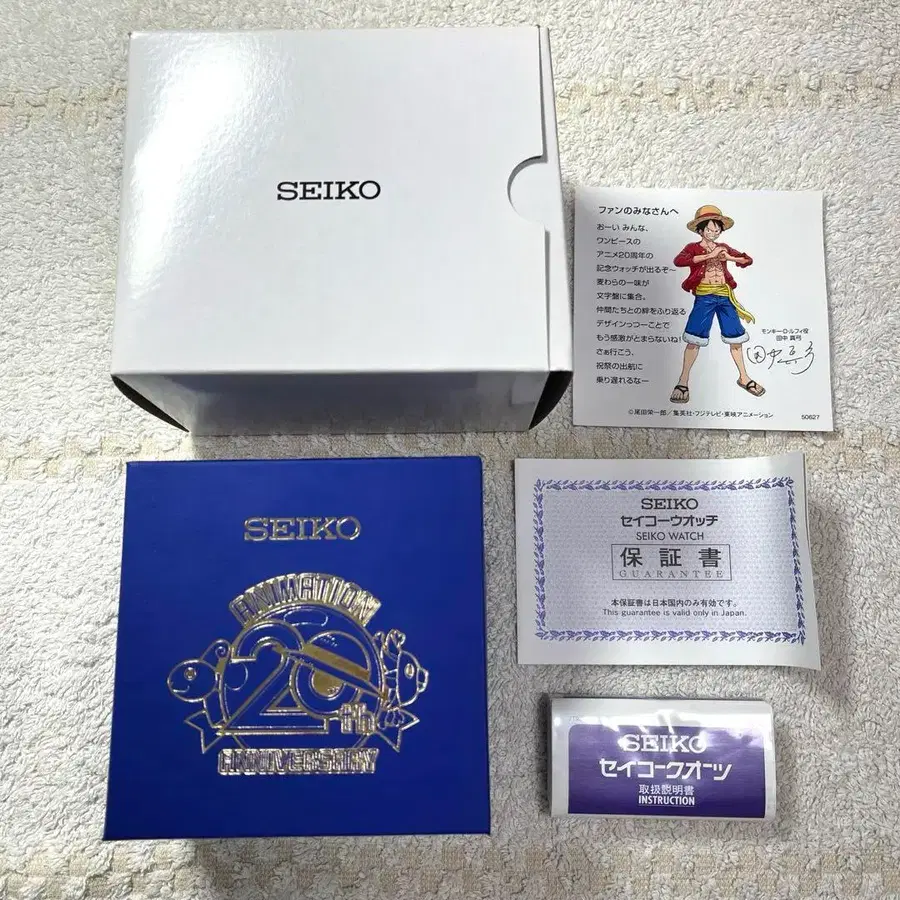 SEIKO
ファンのみなさんへ
おーい みんな、
ワンピースの
アニメ20周年の
記念ウォッチが出るぞ〜
麦わらの一味が
文字盤に集合。
仲間たちとの絆をふり返る
デザインっつーことで
もう感激がとまらないね!
さぁ行こう、
祝祭の出航に
乗り遅れるなー
モンキー・D・ルフィ役
田中 真弓
田中真弓
©尾田栄一郎/集英社・フジテレビ・東映アニメーション
50627
SEIKO
ANIMATION
20th
ANNIVERSARY
SEIKO
セイコーウオッチ
SEIKO WATCH
保証書
GUARANTEE
本保証書は日本国内のみ有効です。
This guarantee is valid only in Japan.
SEIKO
セイコークオーツ
取扱説明書
INSTRUCTION